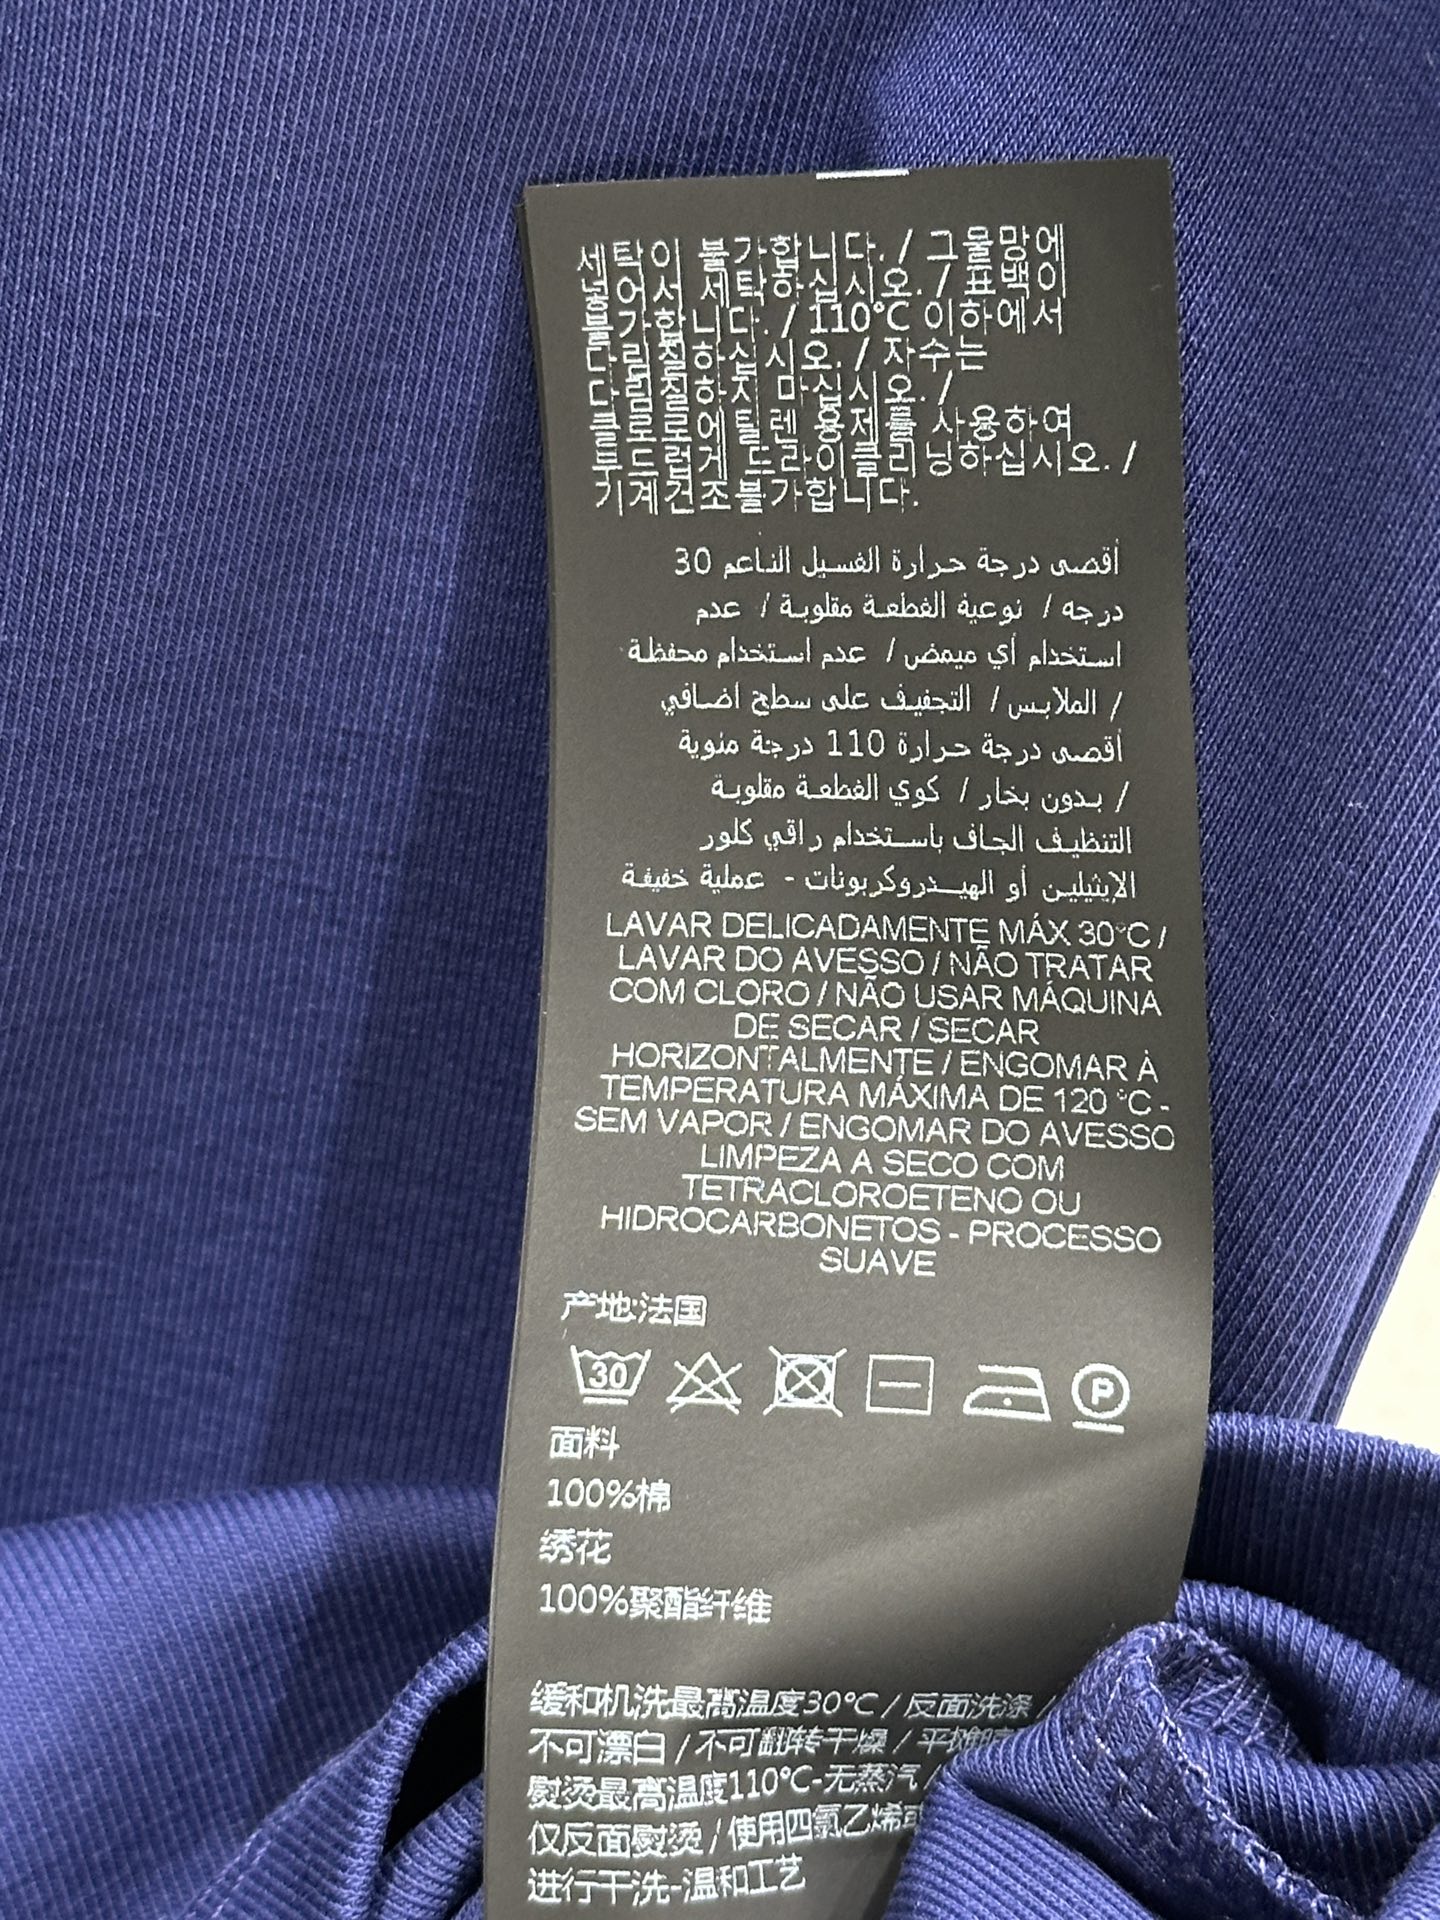 세탁이 불가합니다. / 그물망에
넣어서 세탁하십시오. / 표백이
불가합니다. / 110°C 이하에서
다림질하십시오. / 자수는
다림질하지 마십시오. /
클로로에틸렌 용제를 사용하여
부드럽게 드라이클리닝하십시오. /
기계건조불가합니다.
أقصى درجة حرارة الغسيل الناعم 30
درجه / نوعية القطعة مقلوبة / عدم
استخدام أي ميمض / عدم استخدام محفظة
/ الملابس / التجفيف على سطح اضافي
أقصى درجة حرارة 110 درجة مئوية
/ بدون بخار / كوي القطعة مقلوبة
التنظيف الجاف باستخدام راقي كلور
الإيثيلين أو الهيدروكربونات - عملية خفيفة
LAVAR DELICADAMENTE MÁX 30°C /
LAVAR DO AVESSO / NÃO TRATAR
COM CLORO / NÃO USAR MÁQUINA
DE SECAR / SECAR
HORIZONTALMENTE / ENGOMAR À
TEMPERATURA MÁXIMA DE 120 °C -
SEM VAPOR / ENGOMAR DO AVESSO
LIMPEZA A SECO COM
TETRACLOROETENO OU
HIDROCARBONETOS - PROCESSO
SUAVE
产地:法国
30 P
面料
100%棉
绣花
100%聚酯纤维
缓和机洗最高温度30°C / 反面洗涤 /
不可漂白 / 不可翻转干燥 / 平摊
熨烫最高温度110°C-无蒸汽 /
仅反面熨烫 / 使用四氯乙烯或
进行干洗-温和工艺